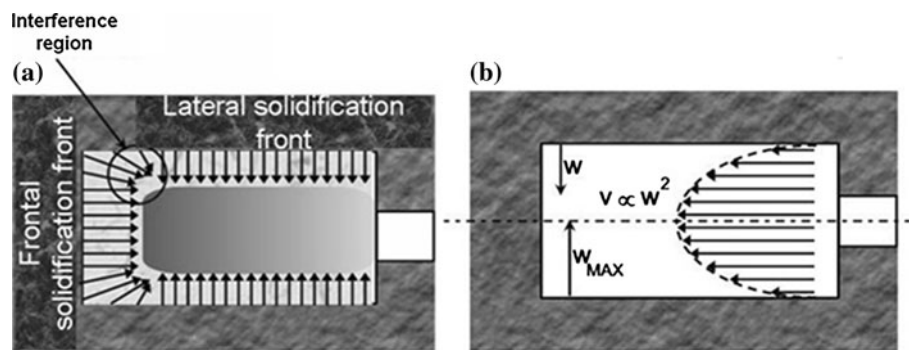 Interference
region
(a)
(b)
Lateral solidification
front
Frontal
solidification front
W
V ∝ W²
W_MAX